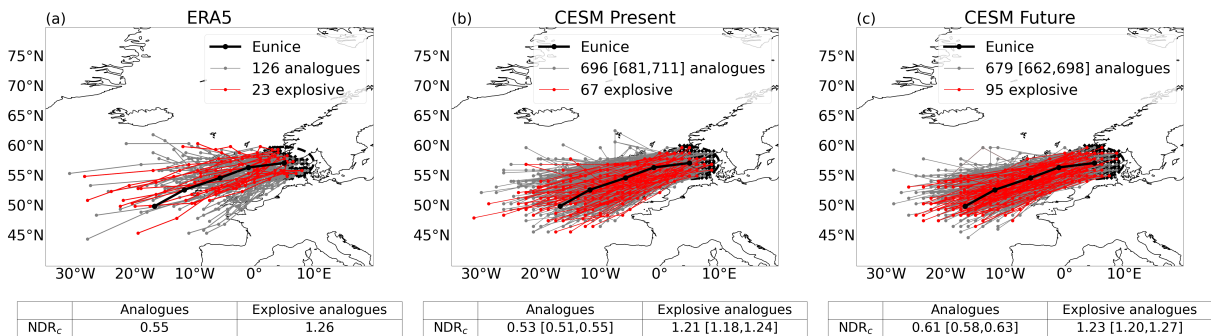 (a) ERA5
Eunice
126 analogues
23 explosive
75°N
70°N
65°N
60°N
55°N
50°N
45°N
30°W 20°W 10°W 0° 10°E
Analogues Explosive analogues
NDRc 0.55 1.26
(b) CESM Present
Eunice
696 [681,711] analogues
67 explosive
75°N
70°N
65°N
60°N
55°N
50°N
45°N
30°W 20°W 10°W 0° 10°E
Analogues Explosive analogues
NDRc 0.53 [0.51,0.55] 1.21 [1.18,1.24]
(c) CESM Future
Eunice
679 [662,698] analogues
95 explosive
75°N
70°N
65°N
60°N
55°N
50°N
45°N
30°W 20°W 10°W 0° 10°E
Analogues Explosive analogues
NDRc 0.61 [0.58,0.63] 1.23 [1.20,1.27]